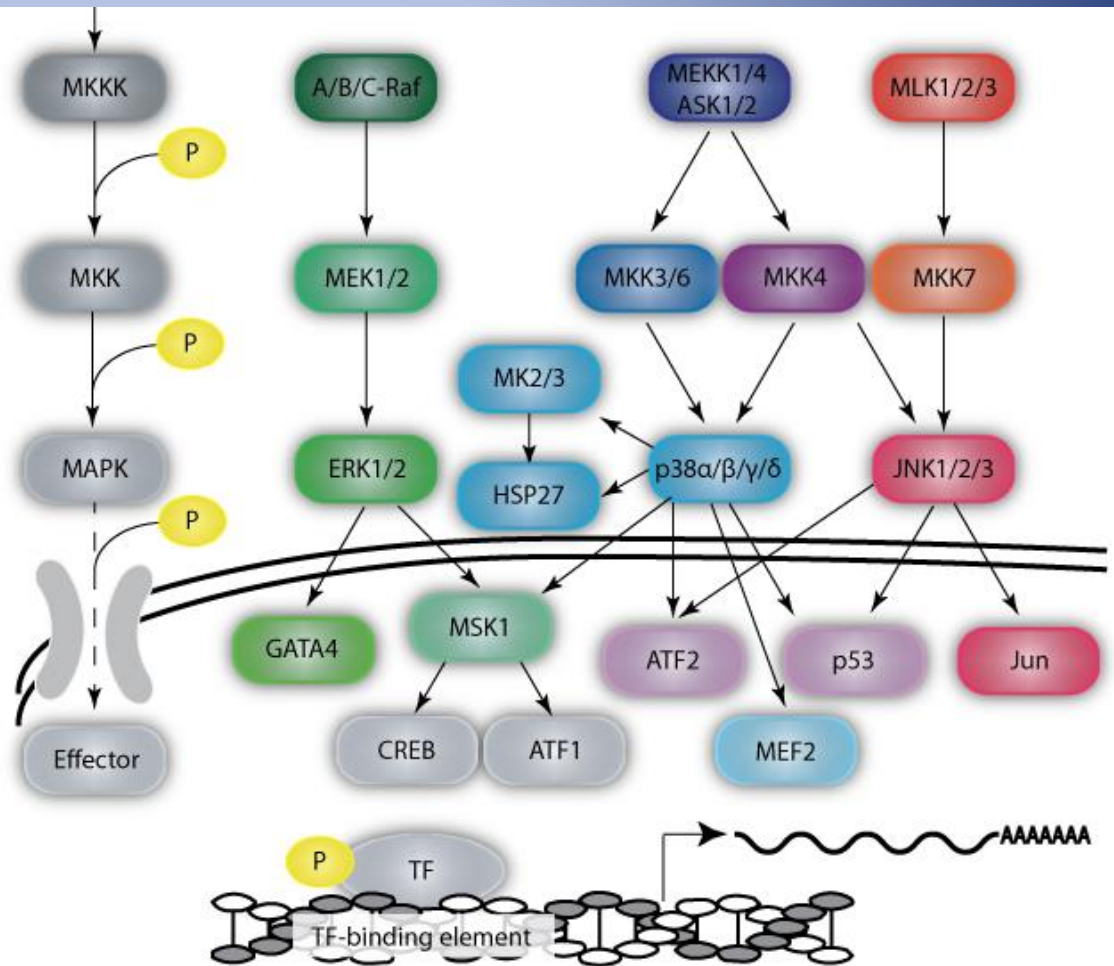 MKKK
A/B/C-Raf
MEKK1/4
ASK1/2
MLK1/2/3
P
MKK
MEK1/2
MKK3/6
MKK4
MKK7
P
MK2/3
MAPK
ERK1/2
HSP27
p38α/β/γ/δ
JNK1/2/3
P
GATA4
MSK1
ATF2
p53
Jun
Effector
CREB
ATF1
MEF2
AAAAAAA
P
TF
TF-binding element